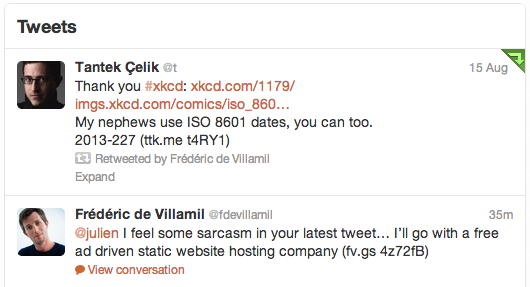 Tweets
Tantek Çelik @t 15 Aug
Thank you #xkcd: xkcd.com/1179/
imgs.xkcd.com/comics/iso_860…
My nephews use ISO 8601 dates, you can too.
2013-227 (ttk.me t4RY1)
Retweeted by Frédéric de Villamil
Expand
Frédéric de Villamil @fdevillamil 35m
@julien I feel some sarcasm in your latest tweet… I'll go with a free
ad driven static website hosting company (fv.gs 4z72fB)
View conversation